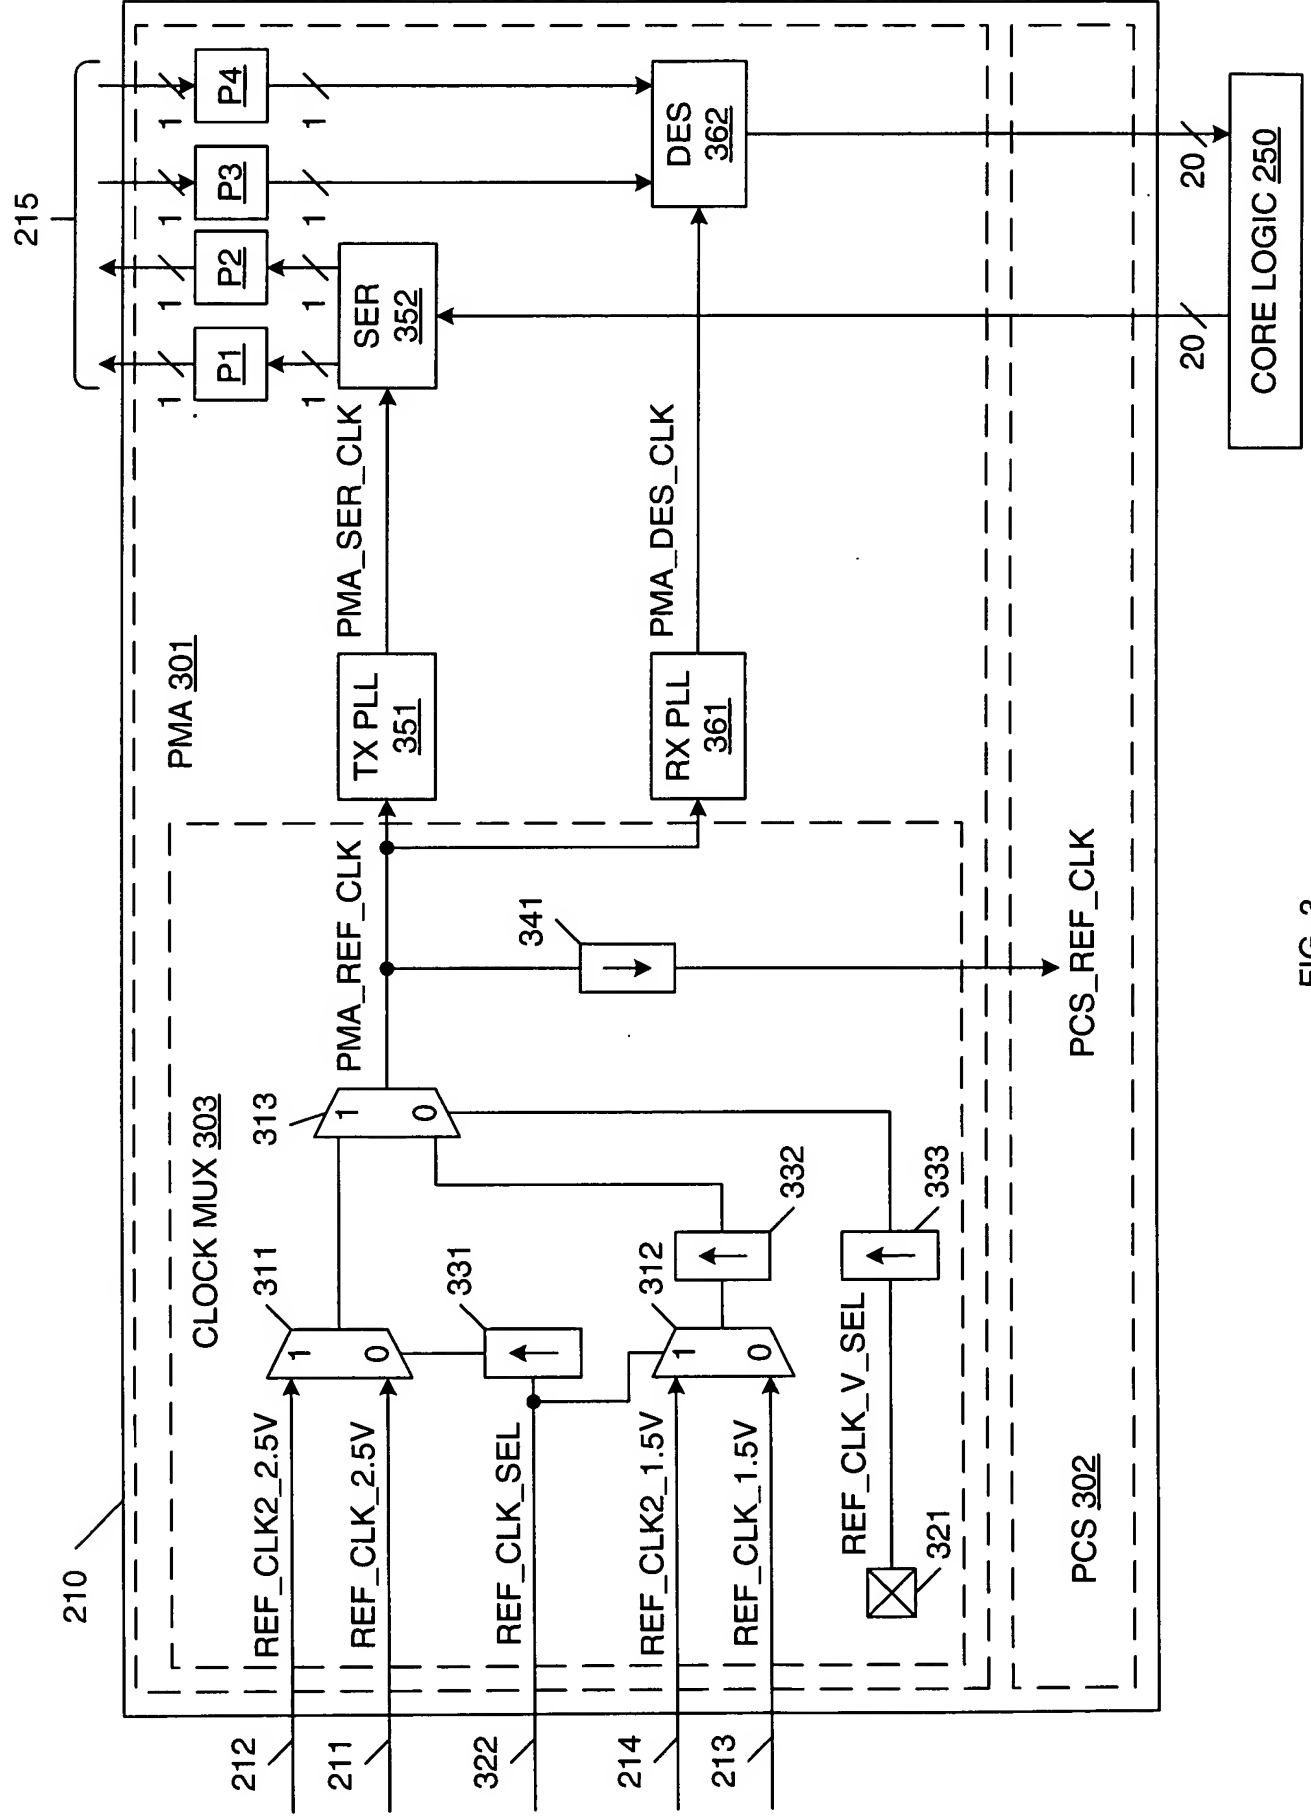 210
215
PMA 301
CLOCK MUX 303
212
REF_CLK2_2.5V
311
1
0
211
REF_CLK_2.5V
322
REF_CLK_SEL
331
214
REF_CLK2_1.5V
312
1
0
213
REF_CLK_1.5V
332
REF_CLK_V_SEL
321
333
313
1
0
PMA_REF_CLK
341
TX PLL
351
PMA_SER_CLK
SER
352
RX PLL
361
PMA_DES_CLK
DES
362
P1
P2
P3
P4
1
1
1
1
1
1
1
1
PCS 302
PCS_REF_CLK
20
20
CORE LOGIC 250